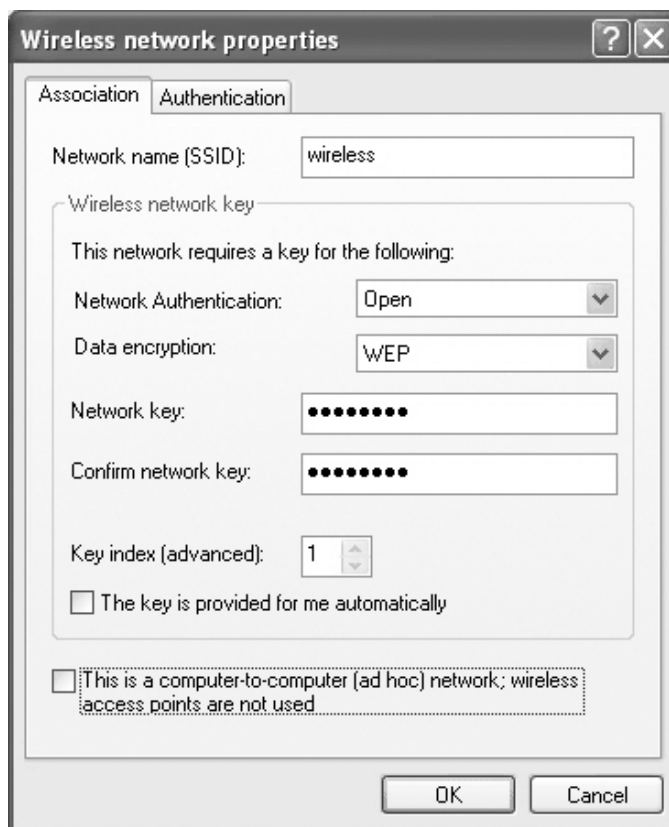 Wireless network properties
Association Authentication
Network name (SSID): wireless
Wireless network key
This network requires a key for the following:
Network Authentication: Open
Data encryption: WEP
Network key: ••••••••
Confirm network key: ••••••••
Key index (advanced): 1
The key is provided for me automatically
This is a computer-to-computer (ad hoc) network; wireless
access points are not used
OK Cancel